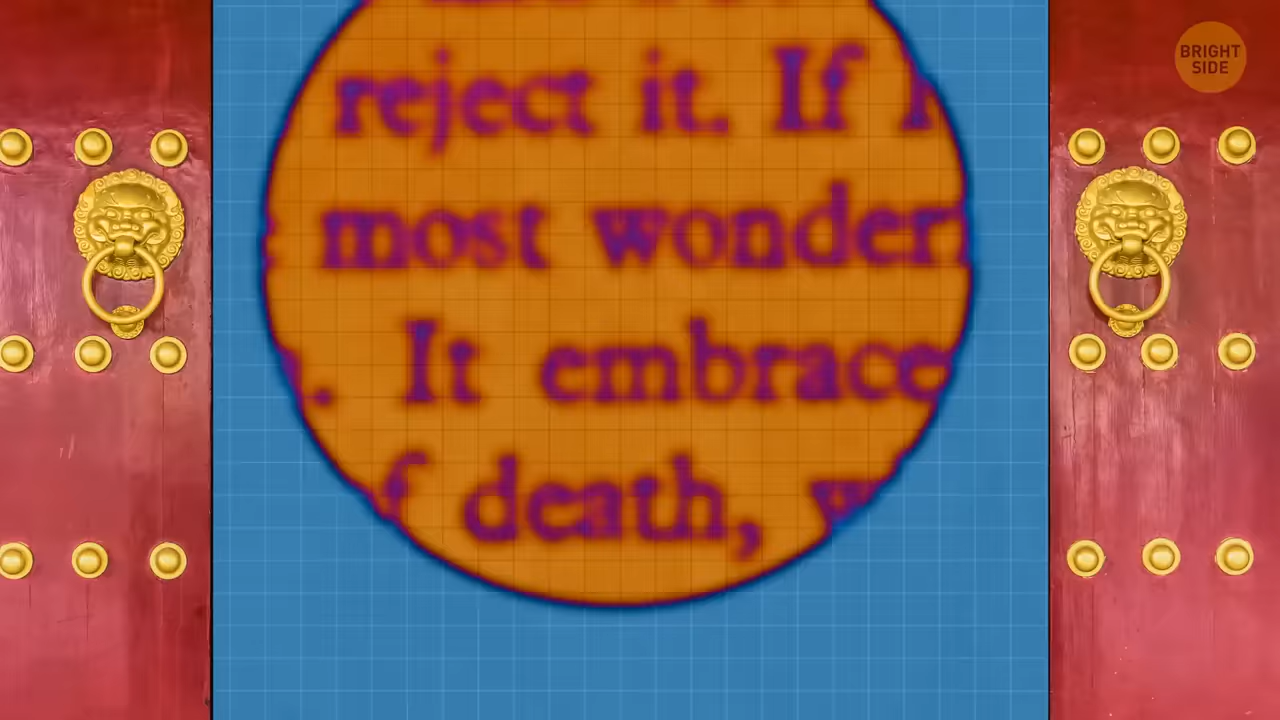 reject it. If
most wonder
It embrace
death,
BRIGHT
SIDE